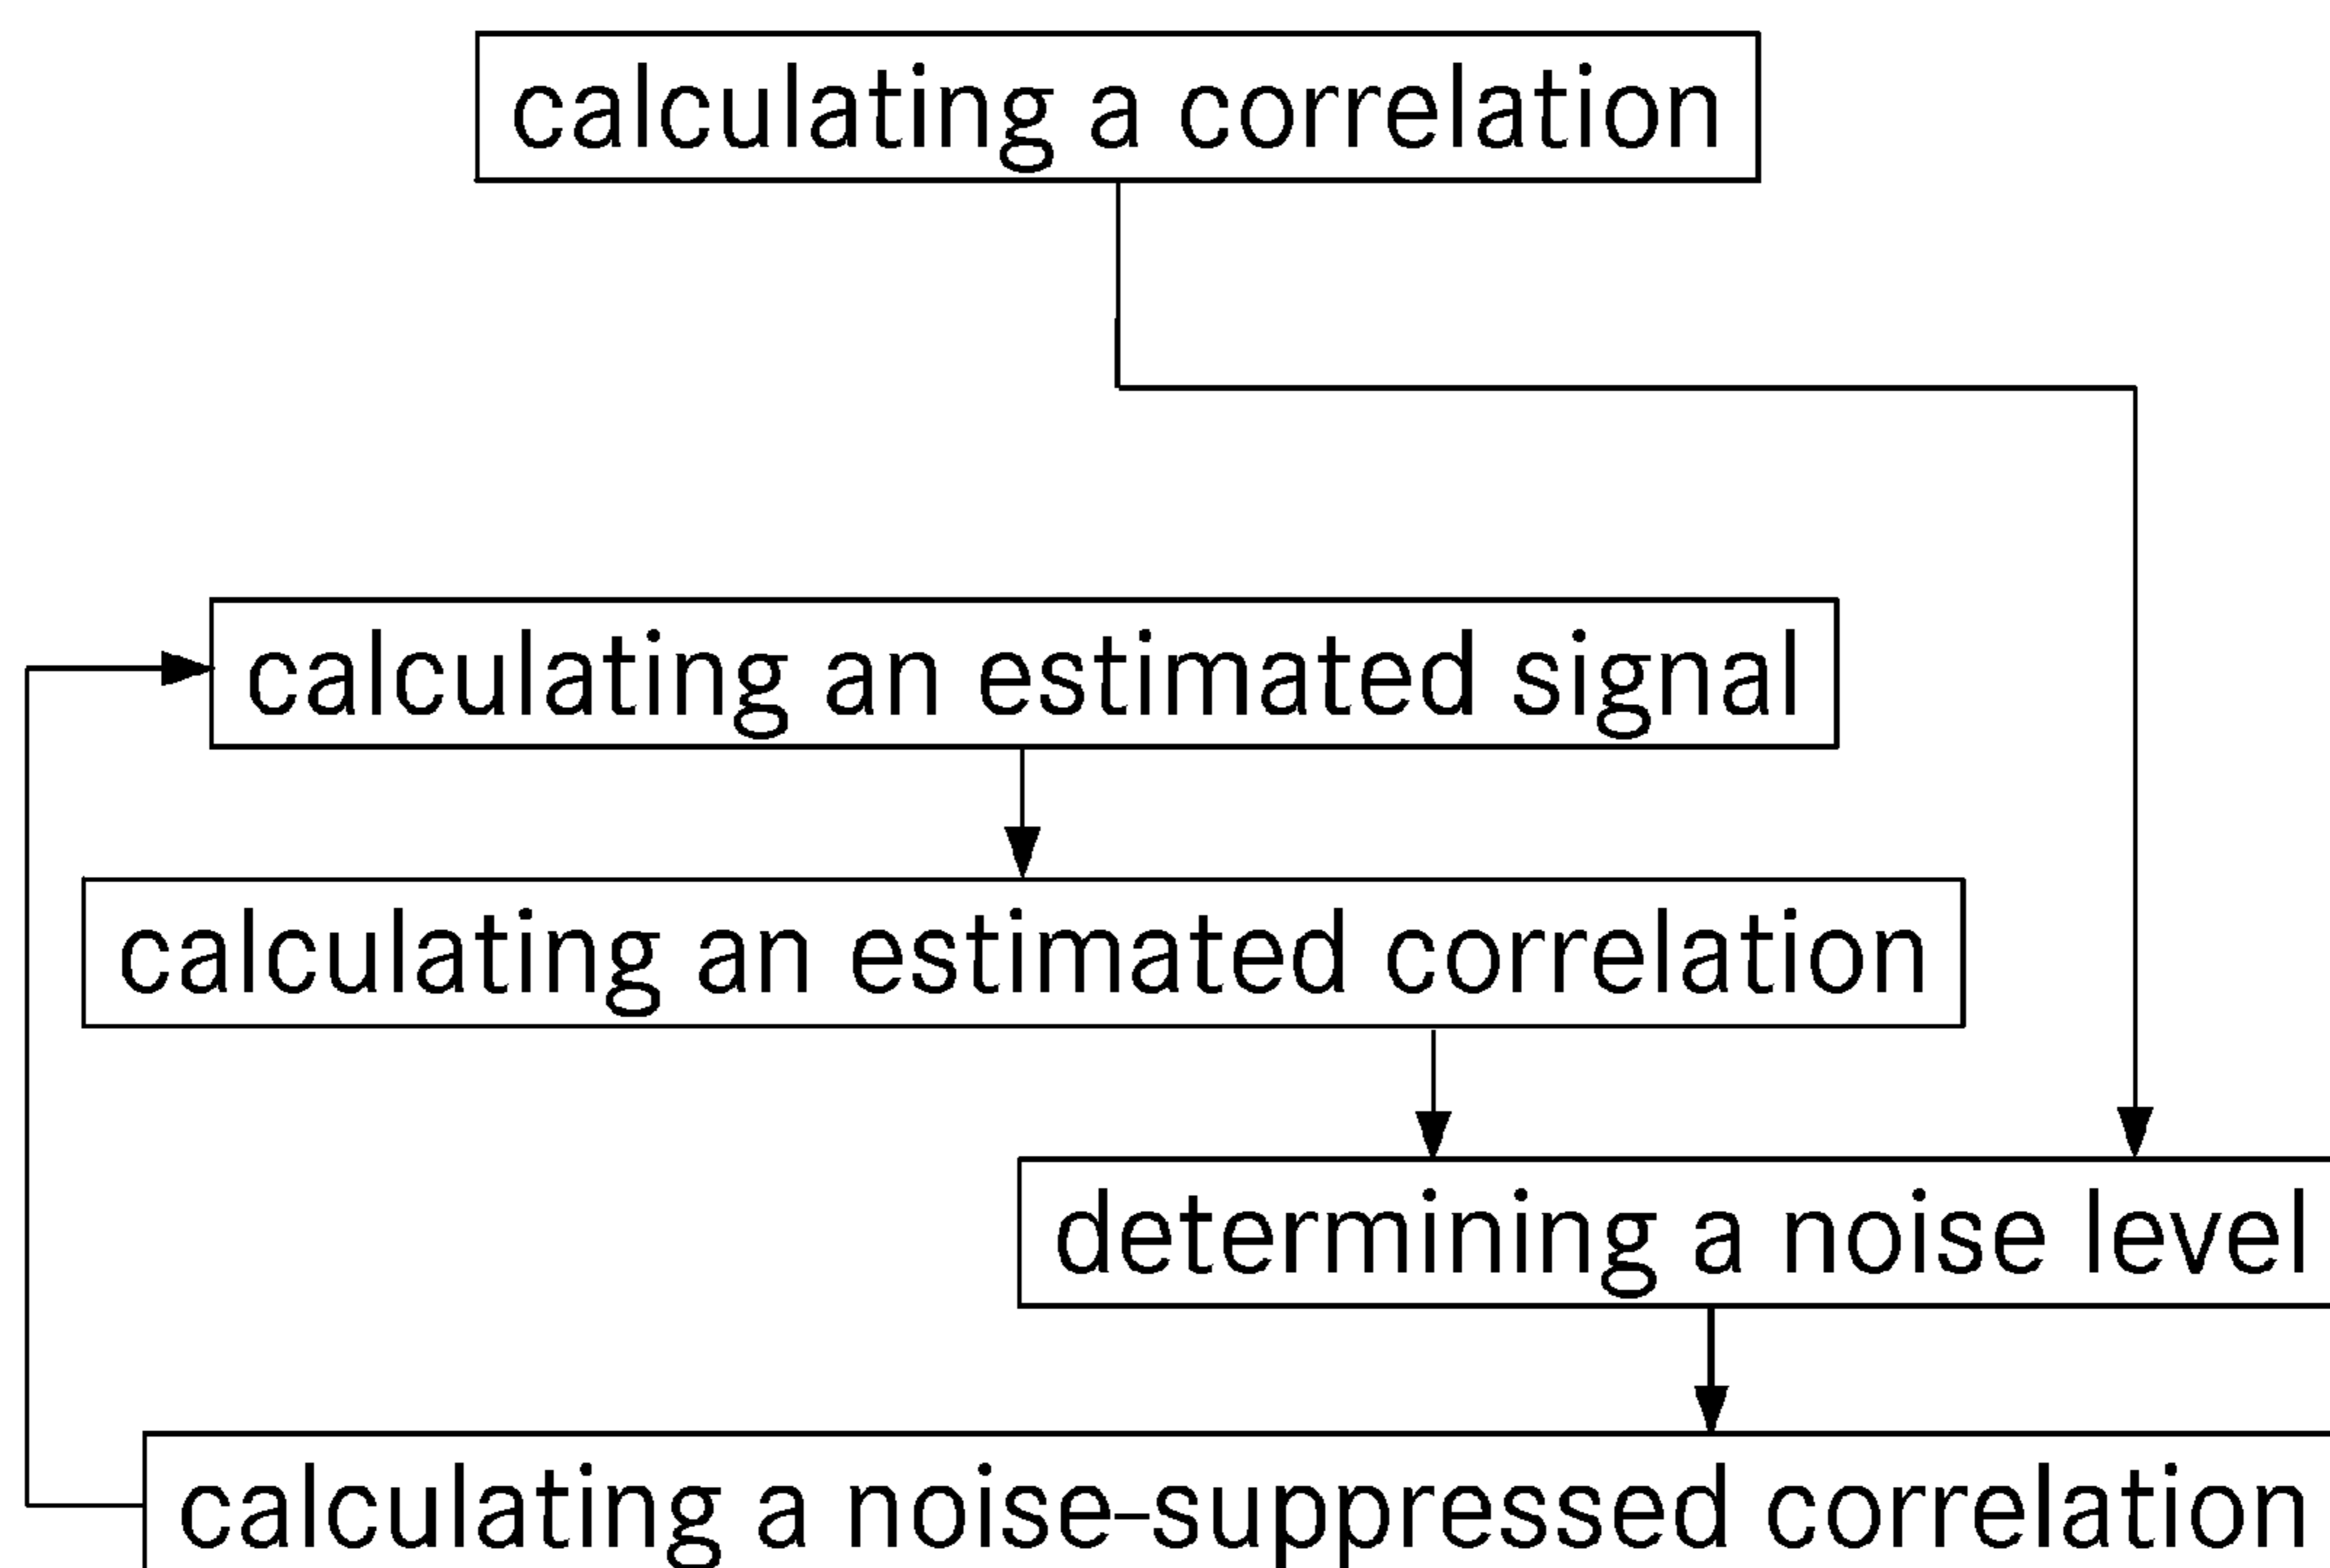 calculating a correlation
calculating an estimated signal
calculating an estimated correlation
determining a noise level
calculating a noise-suppressed correlation